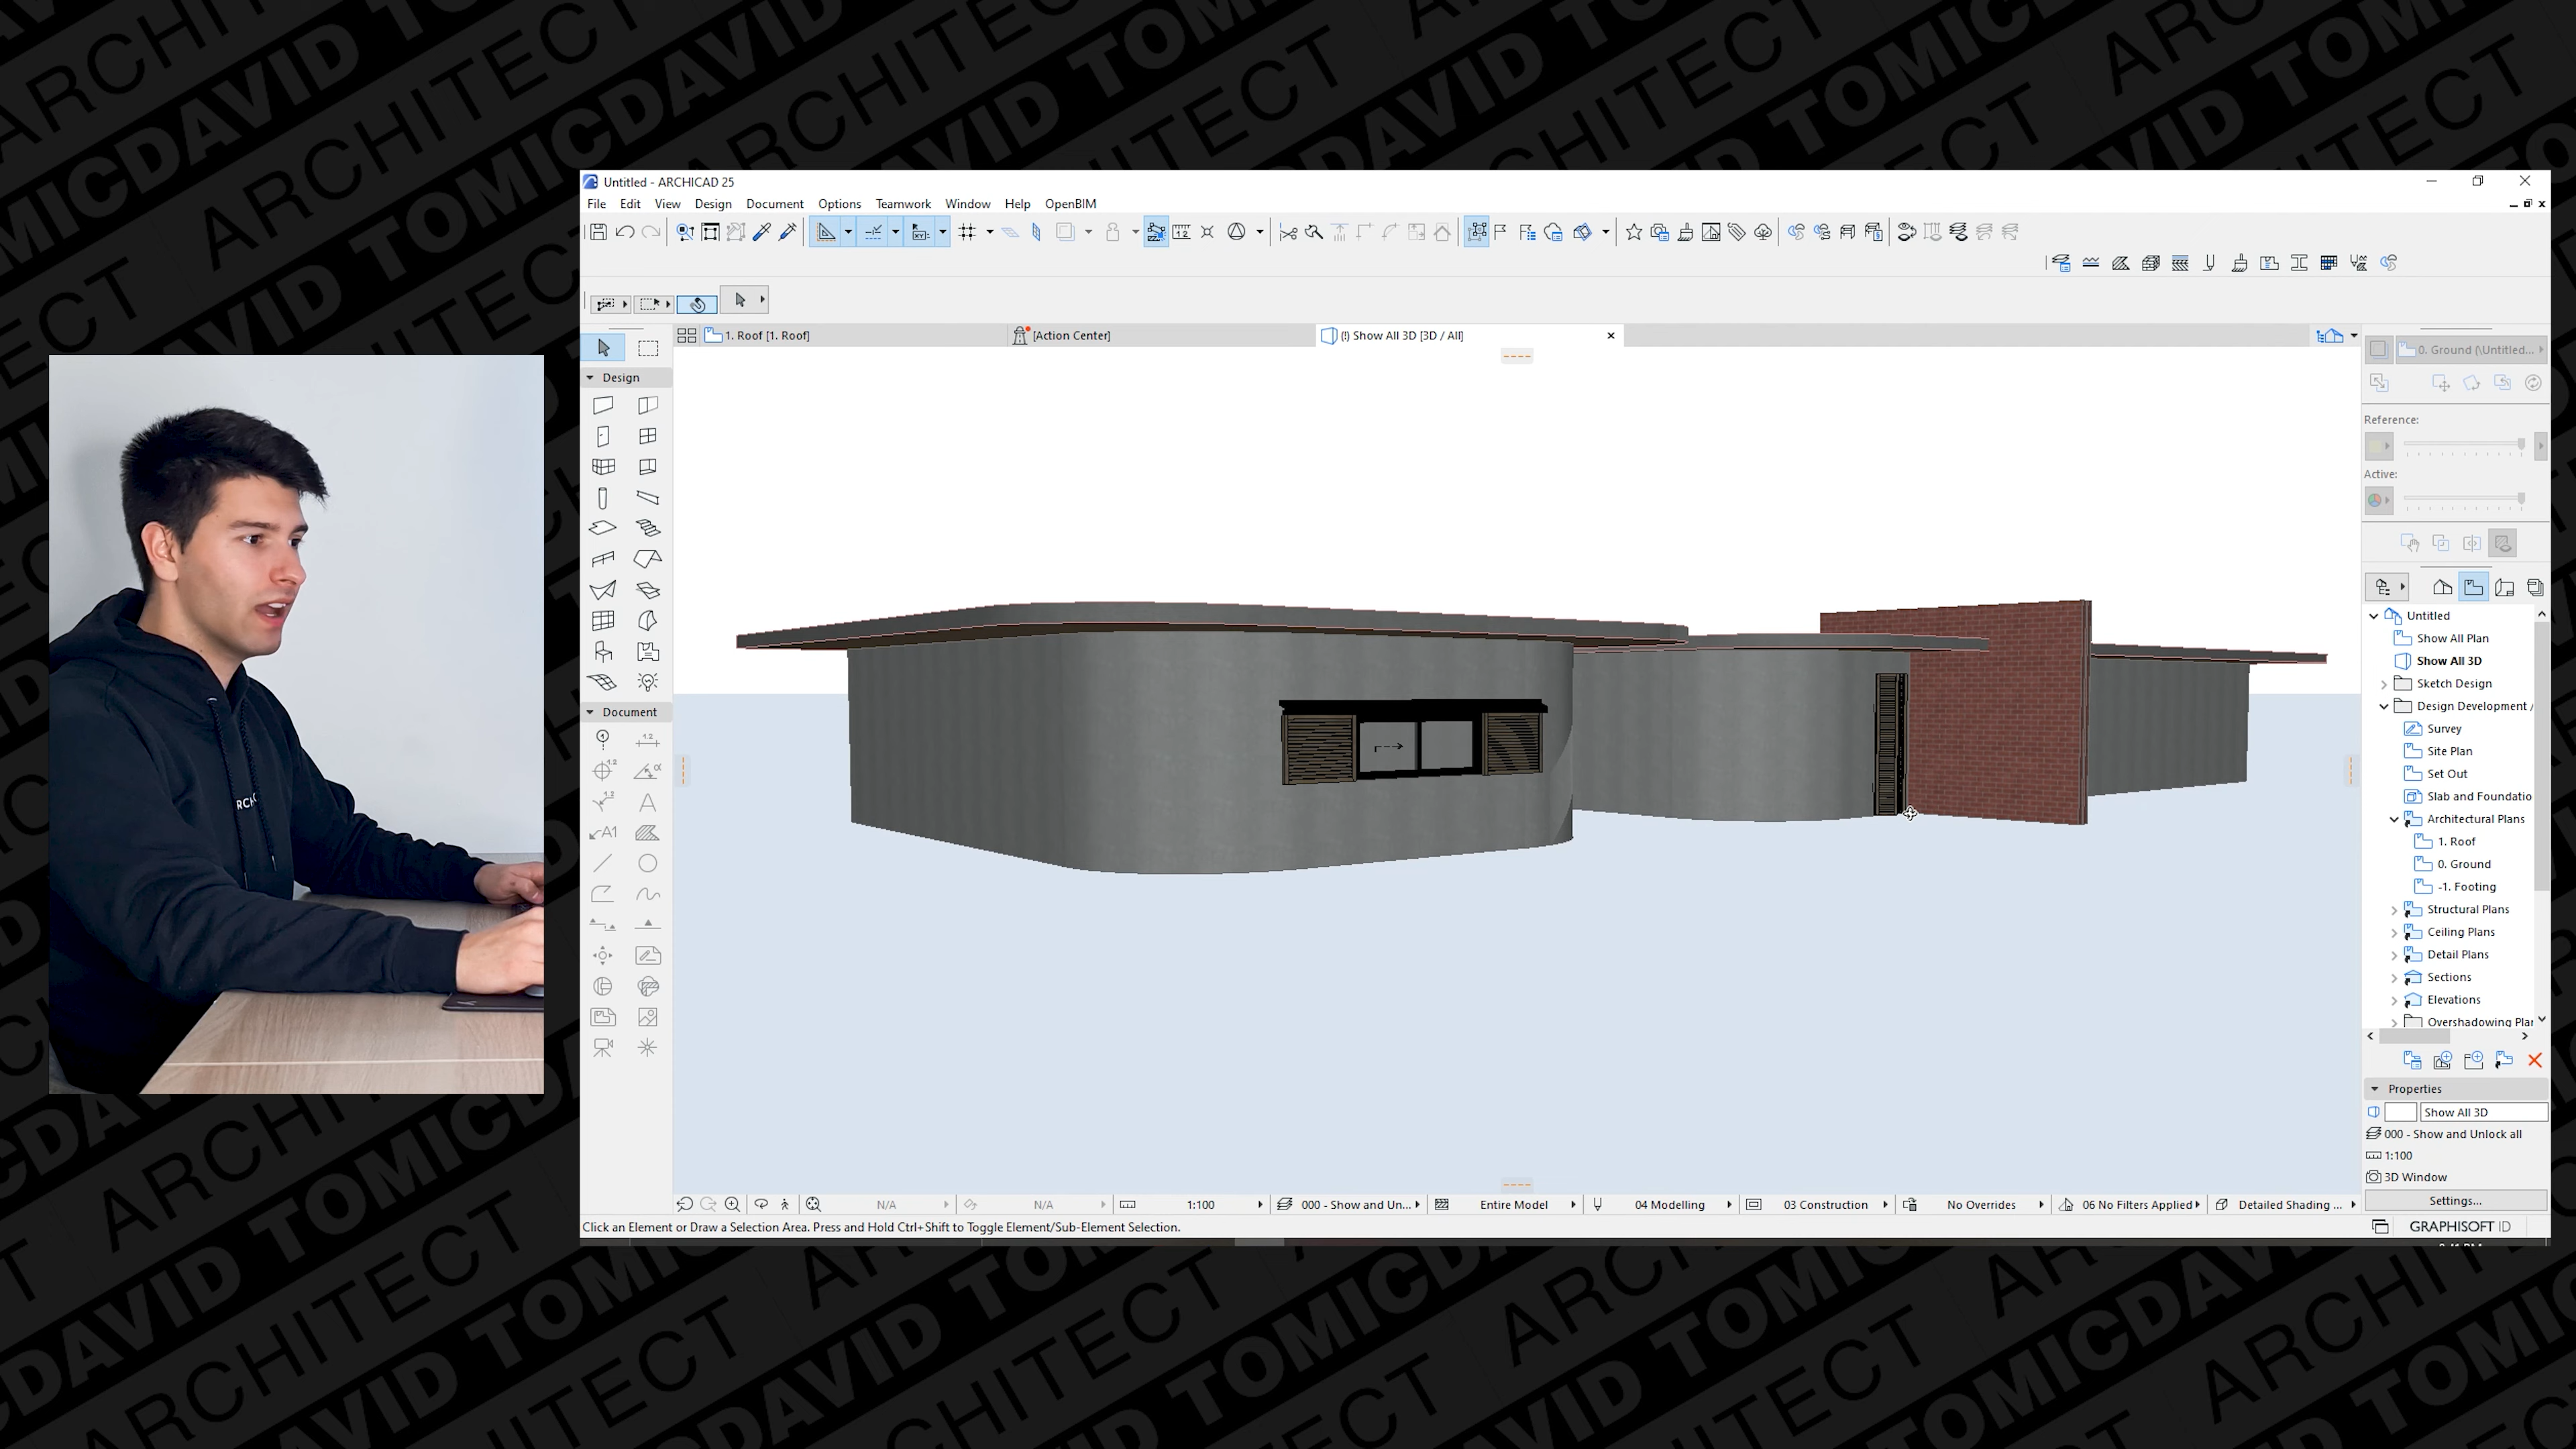 Untitled - ARCHICAD 25
File Edit View Design Document Options Teamwork Window Help OpenBIM
1. Roof [1. Roof]
[Action Center]
(!) Show All 3D [3D / All]
Design
Document
0. Ground (\Untitled...
Reference:
Active:
Untitled
Show All Plan
Show All 3D
Sketch Design
Design Development /
Survey
Site Plan
Set Out
Slab and Foundatio
Architectural Plans
1. Roof
0. Ground
-1. Footing
Structural Plans
Ceiling Plans
Detail Plans
Sections
Elevations
Overshadowing Plan
Properties
Show All 3D
000 - Show and Unlock all
1:100
3D Window
Settings...
N/A N/A 1:100 000 - Show and Un... Entire Model 04 Modelling 03 Construction No Overrides 06 No Filters Applied Detailed Shading ...
Click an Element or Draw a Selection Area. Press and Hold Ctrl+Shift to Toggle Element/Sub-Element Selection.
GRAPHISOFT ID
DAVID TOMIC
ARCHITECT